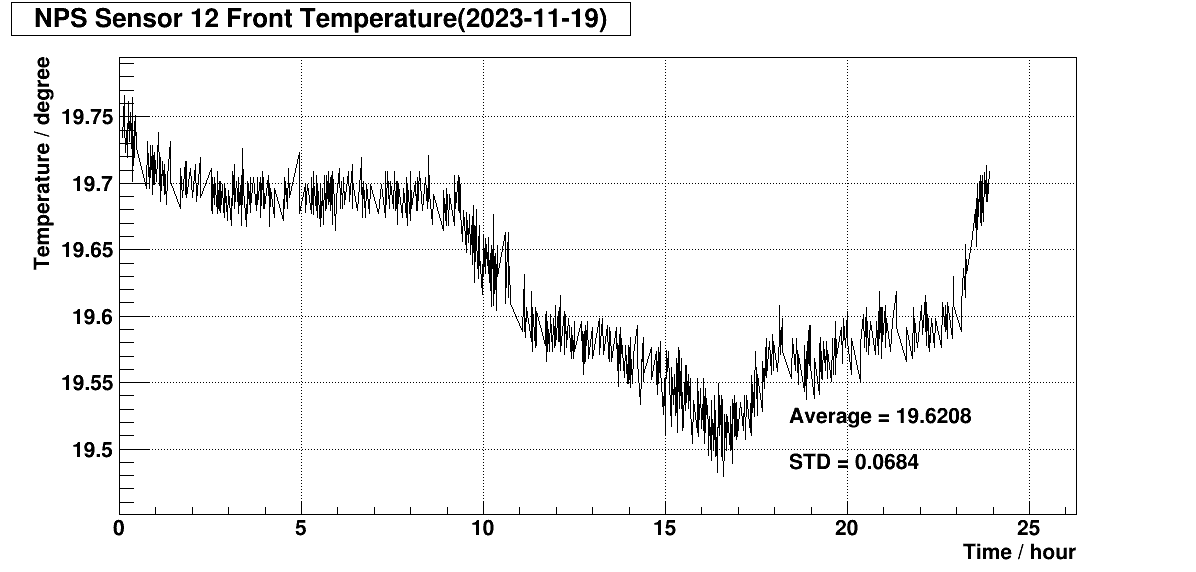 NPS Sensor 12 Front Temperature(2023-11-19)
Temperature / degree
19.75
19.7
19.65
19.6
19.55
19.5
Average = 19.6208
STD = 0.0684
0 5 10 15 20 25
Time / hour